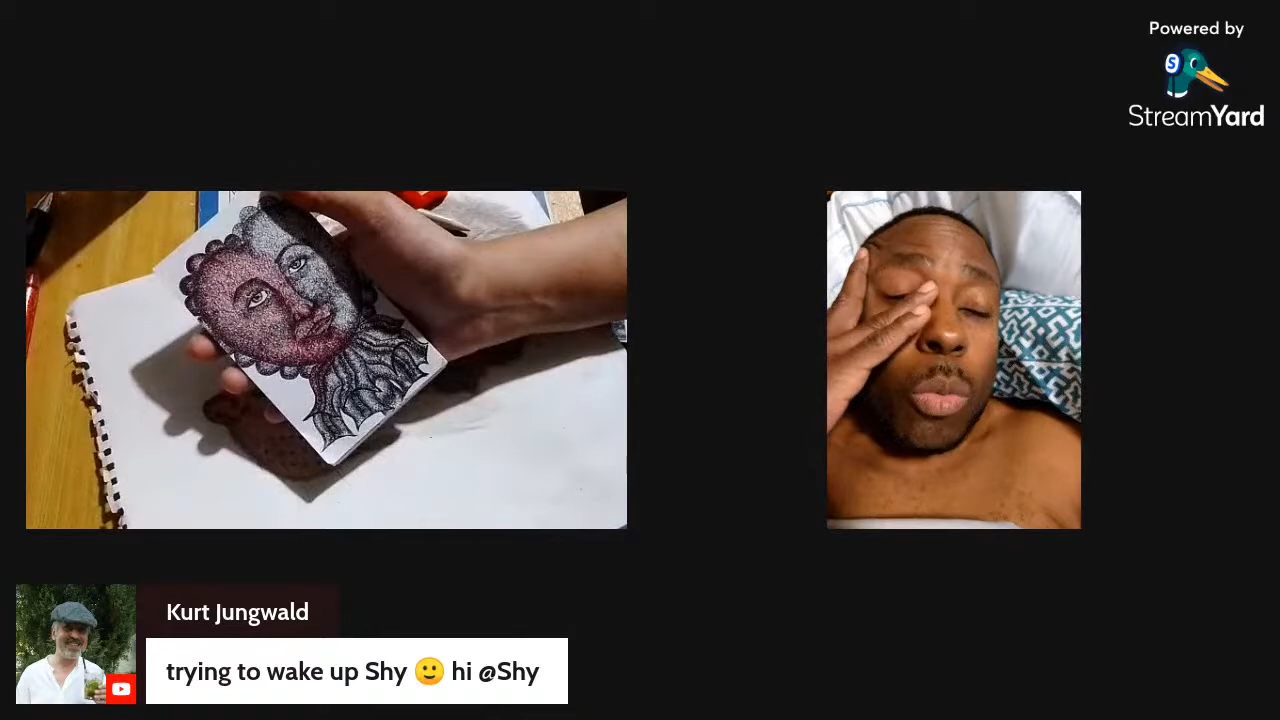 Powered by
StreamYard
Kurt Jungwald
trying to wake up Shy 🙂 hi @Shy